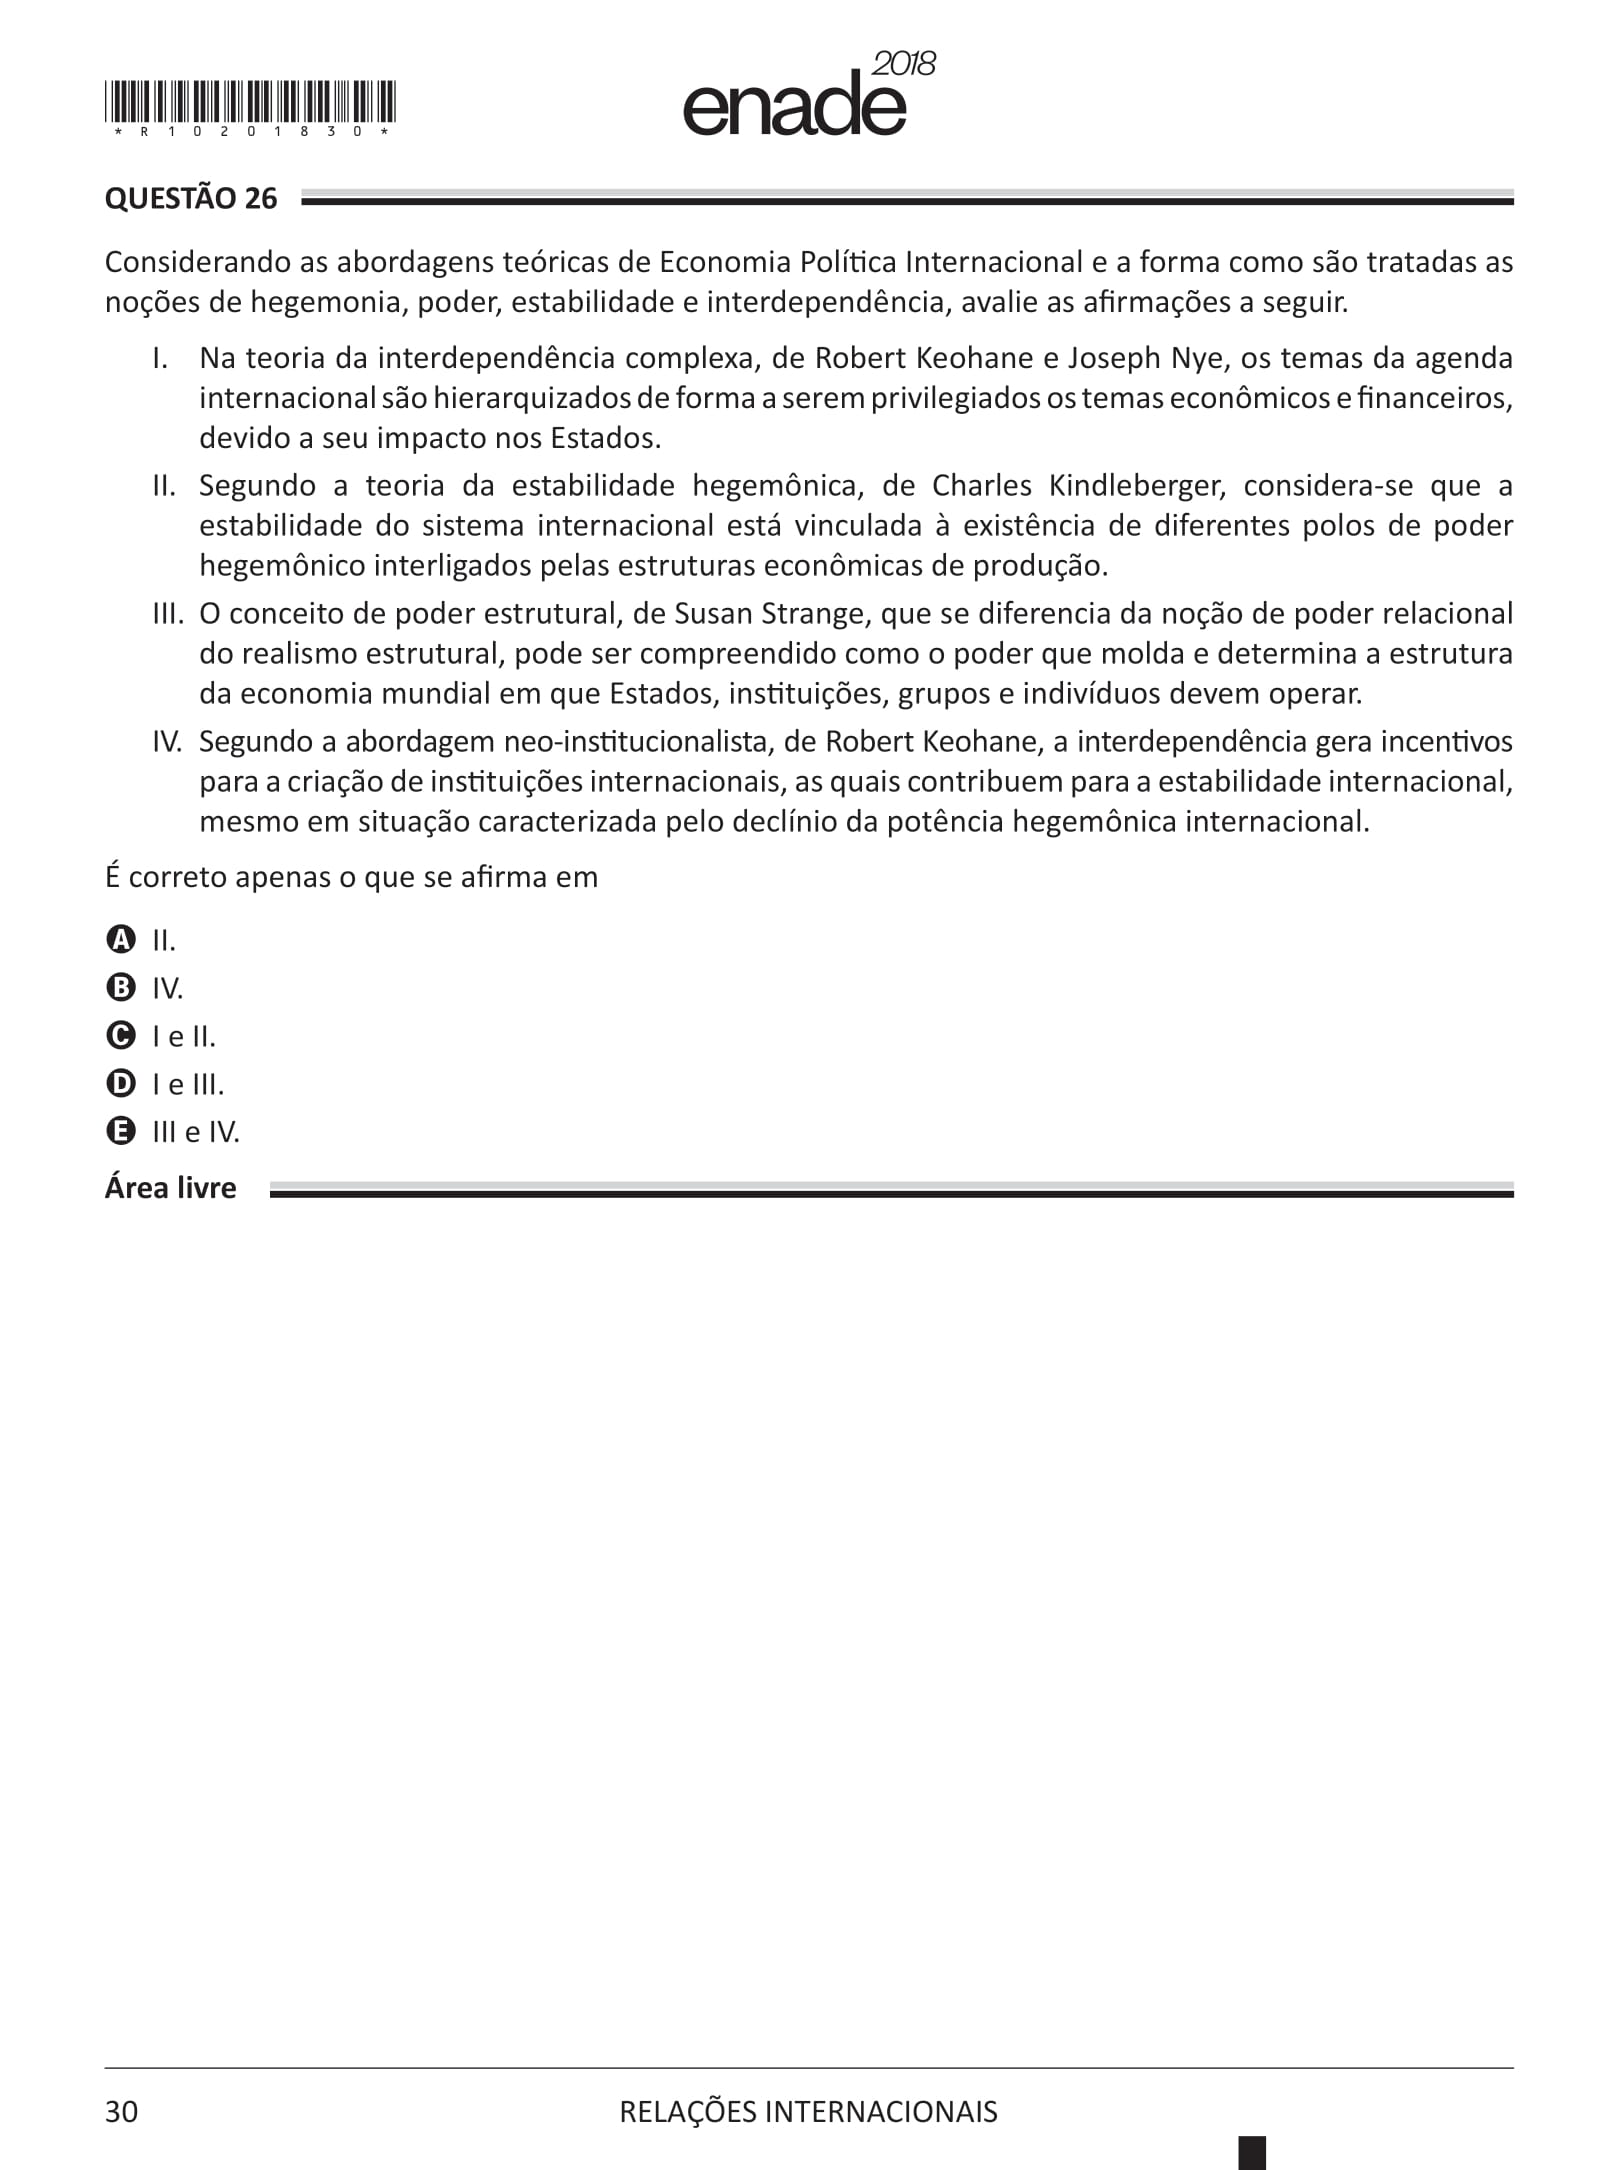 2018
enade
* R 1 0 2 0 1 8 3 0 *
QUESTÃO 26
Considerando as abordagens teóricas de Economia Política Internacional e a forma como são tratadas as
noções de hegemonia, poder, estabilidade e interdependência, avalie as afirmações a seguir.
I. Na teoria da interdependência complexa, de Robert Keohane e Joseph Nye, os temas da agenda
internacional são hierarquizados de forma a serem privilegiados os temas econômicos e financeiros,
devido a seu impacto nos Estados.
II. Segundo a teoria da estabilidade hegemônica, de Charles Kindleberger, considera-se que a
estabilidade do sistema internacional está vinculada à existência de diferentes polos de poder
hegemônico interligados pelas estruturas econômicas de produção.
III. O conceito de poder estrutural, de Susan Strange, que se diferencia da noção de poder relacional
do realismo estrutural, pode ser compreendido como o poder que molda e determina a estrutura
da economia mundial em que Estados, instituições, grupos e indivíduos devem operar.
IV. Segundo a abordagem neo-institucionalista, de Robert Keohane, a interdependência gera incentivos
para a criação de instituições internacionais, as quais contribuem para a estabilidade internacional,
mesmo em situação caracterizada pelo declínio da potência hegemônica internacional.
É correto apenas o que se afirma em
A II.
B IV.
C I e II.
D I e III.
E III e IV.
Área livre
30
RELAÇÕES INTERNACIONAIS